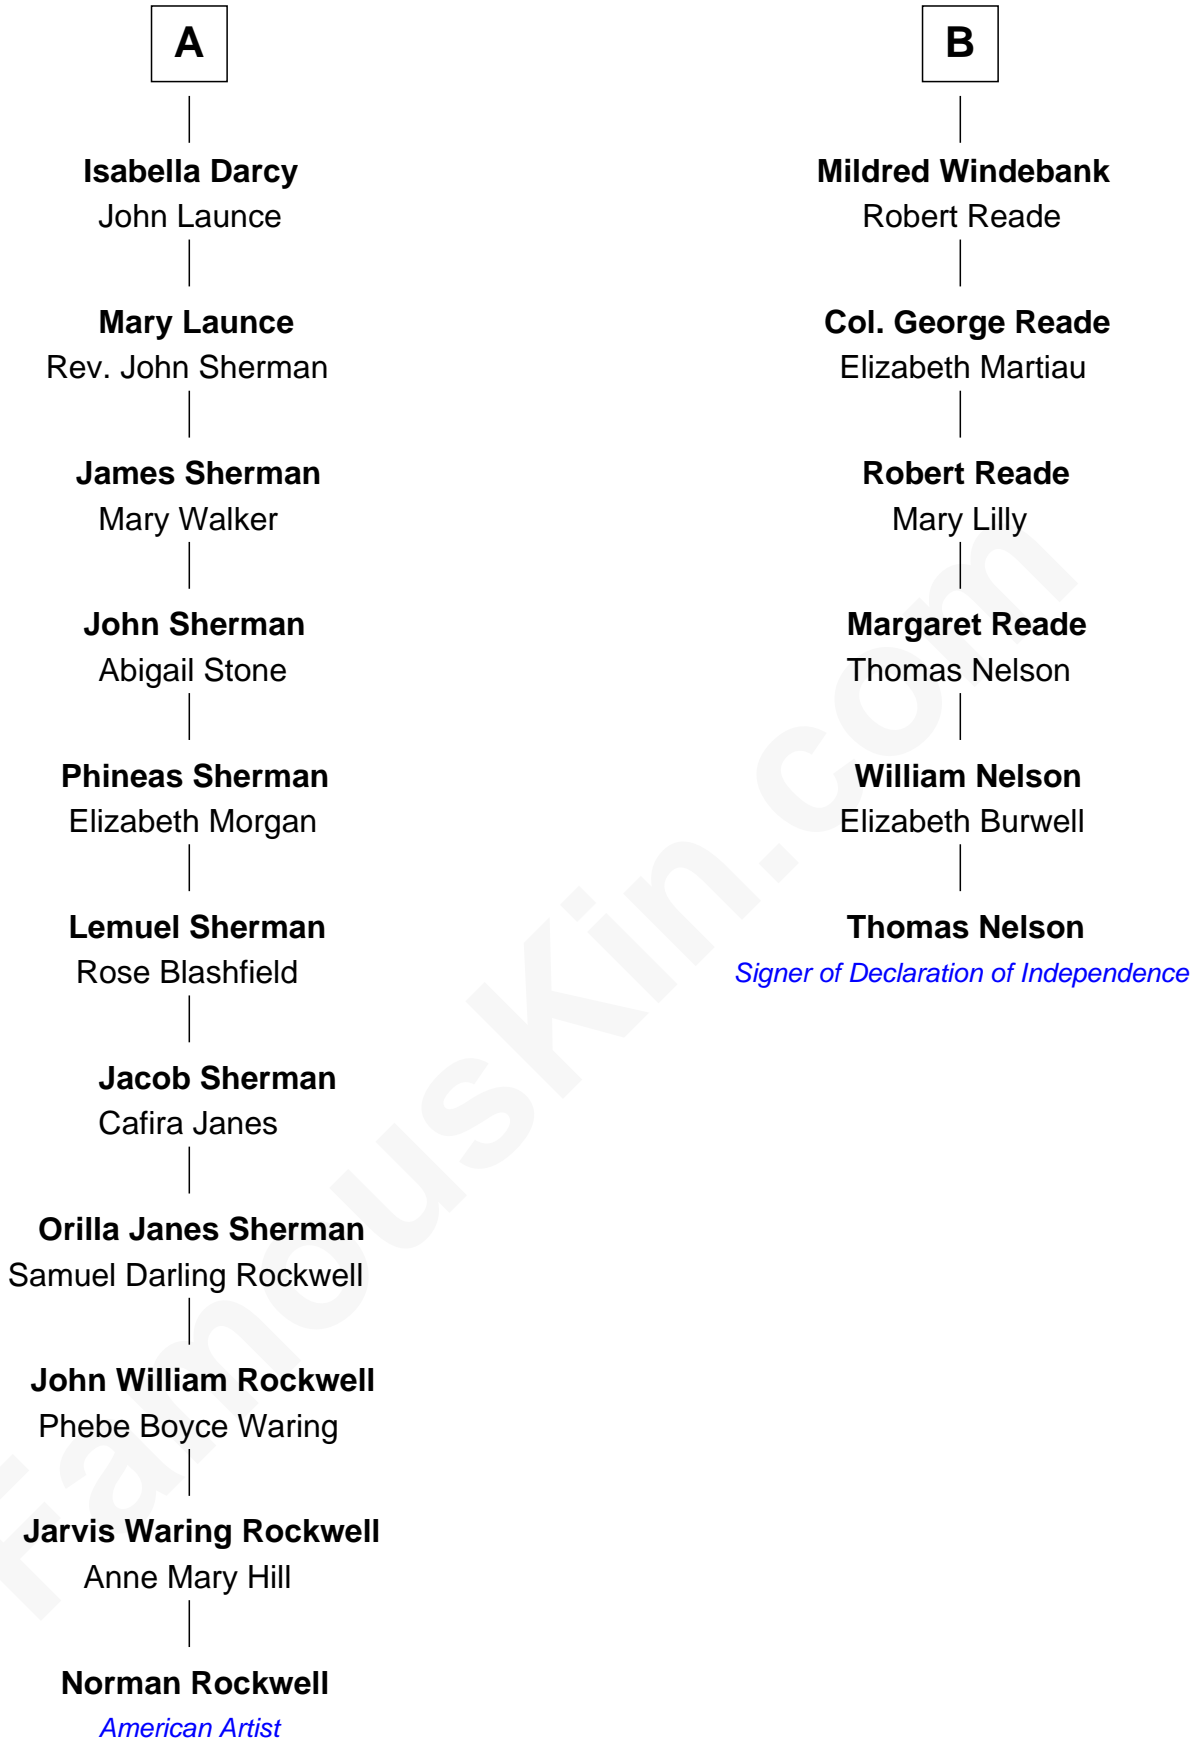 A
Isabella Darcy
John Launce
Mary Launce
Rev. John Sherman
James Sherman
Mary Walker
John Sherman
Abigail Stone
Phineas Sherman
Elizabeth Morgan
Lemuel Sherman
Rose Blashfield
Jacob Sherman
Cafira Janes
Orilla Janes Sherman
Samuel Darling Rockwell
John William Rockwell
Phebe Boyce Waring
Jarvis Waring Rockwell
Anne Mary Hill
Norman Rockwell
American Artist
B
Mildred Windebank
Robert Reade
Col. George Reade
Elizabeth Martiau
Robert Reade
Mary Lilly
Margaret Reade
Thomas Nelson
William Nelson
Elizabeth Burwell
Thomas Nelson
Signer of Declaration of Independence
FamousKin.com